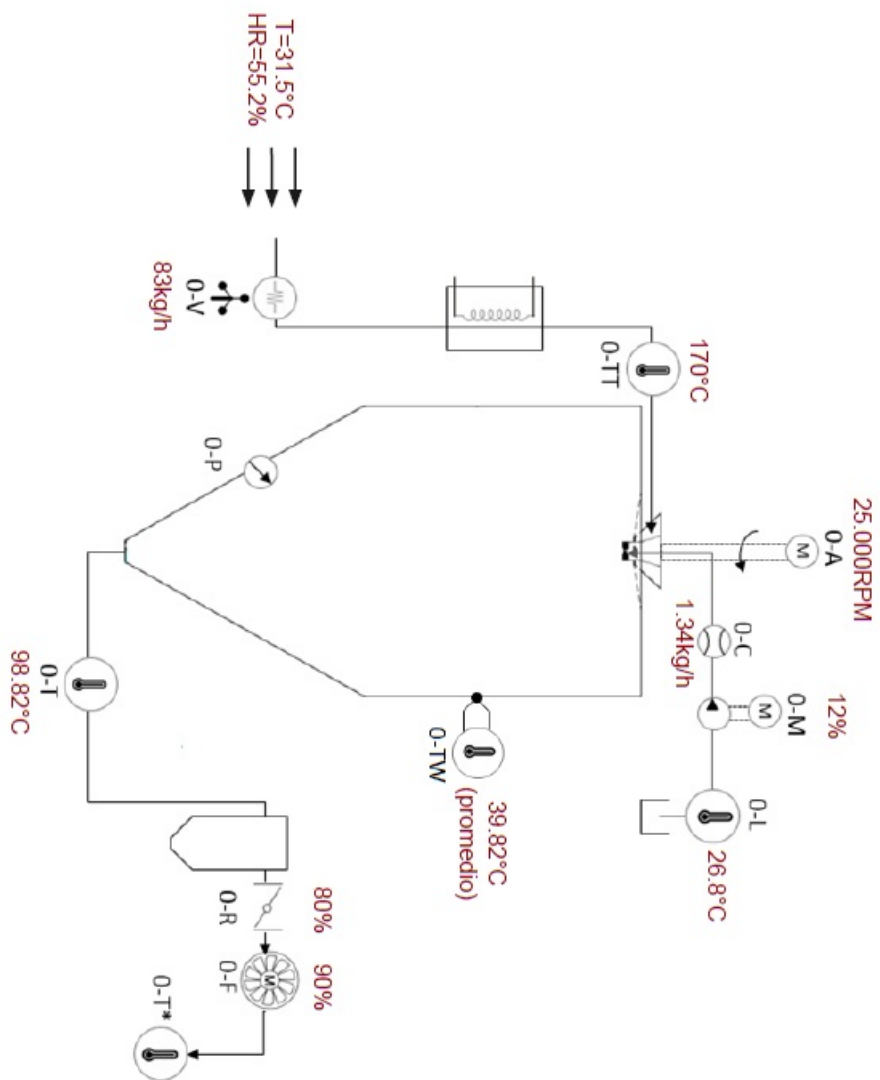 T=31.5°C
HR=55.2%
0-V
83kg/h
170°C
0-TT
25.000RPM
0-A
M
0-C
1.34kg/h
12%
0-M
M
0-L
26.8°C
0-P
0-TW
39.82°C
(promedio)
0-T
98.82°C
80%
0-R
90%
0-F
M
0-T*